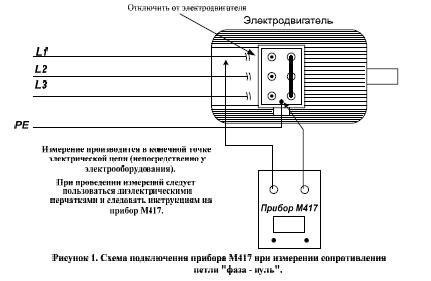 Отключить от электродвигателя
Электродвигатель
L1
L2
L3
PE
Измерение производится в конечной точке
электрической цепи (непосредственно у
электрооборудования).
При проведении измерений следует
пользоваться диэлектрическими
перчатками и следовать инструкциям на
прибор М417.
Прибор М417
Рисунок 1. Схема подключения прибора М417 при измерении сопротивления
петли "фаза - нуль".